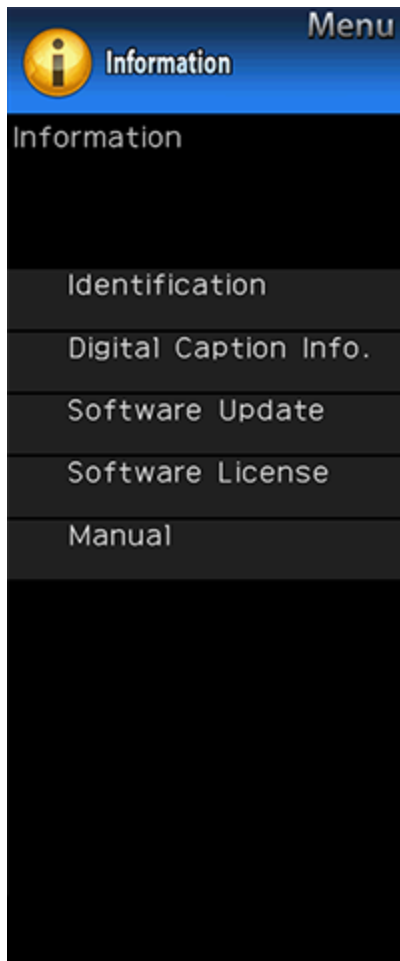 Menu
Information
Information
Identification
Digital Caption Info.
Software Update
Software License
Manual